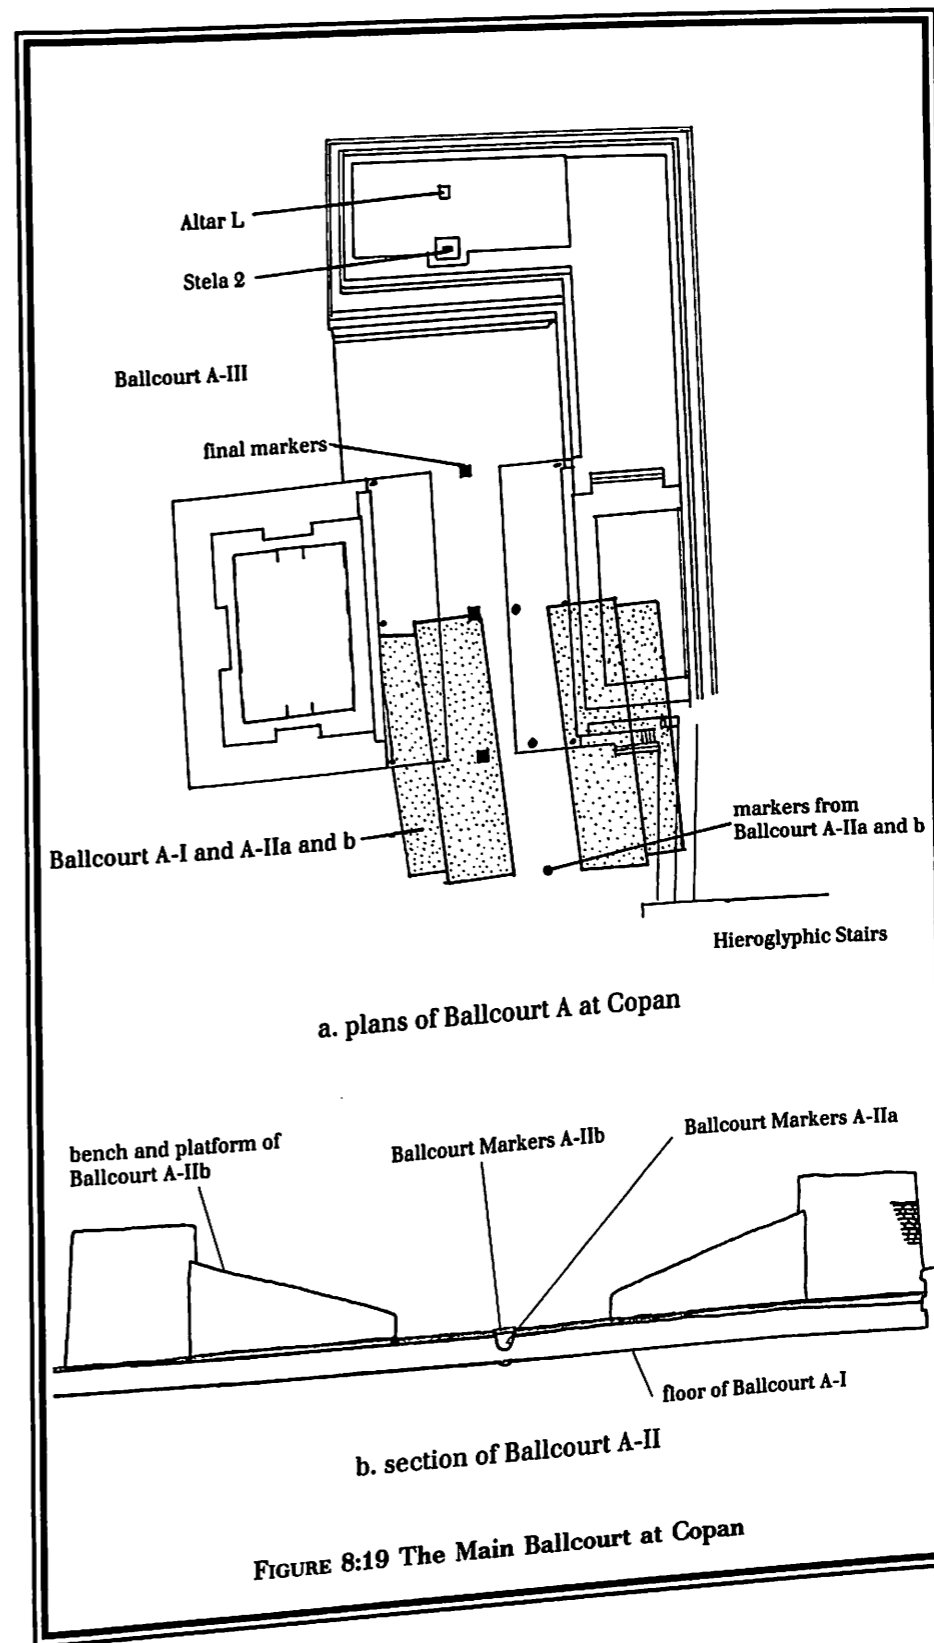 Altar L
Stela 2
Ballcourt A-III
final markers
markers from
Ballcourt A-IIa and b
Ballcourt A-I and A-IIa and b
Hieroglyphic Stairs
a. plans of Ballcourt A at Copan
bench and platform of
Ballcourt A-IIb
Ballcourt Markers A-IIb
Ballcourt Markers A-IIa
floor of Ballcourt A-I
b. section of Ballcourt A-II
FIGURE 8:19 The Main Ballcourt at Copan